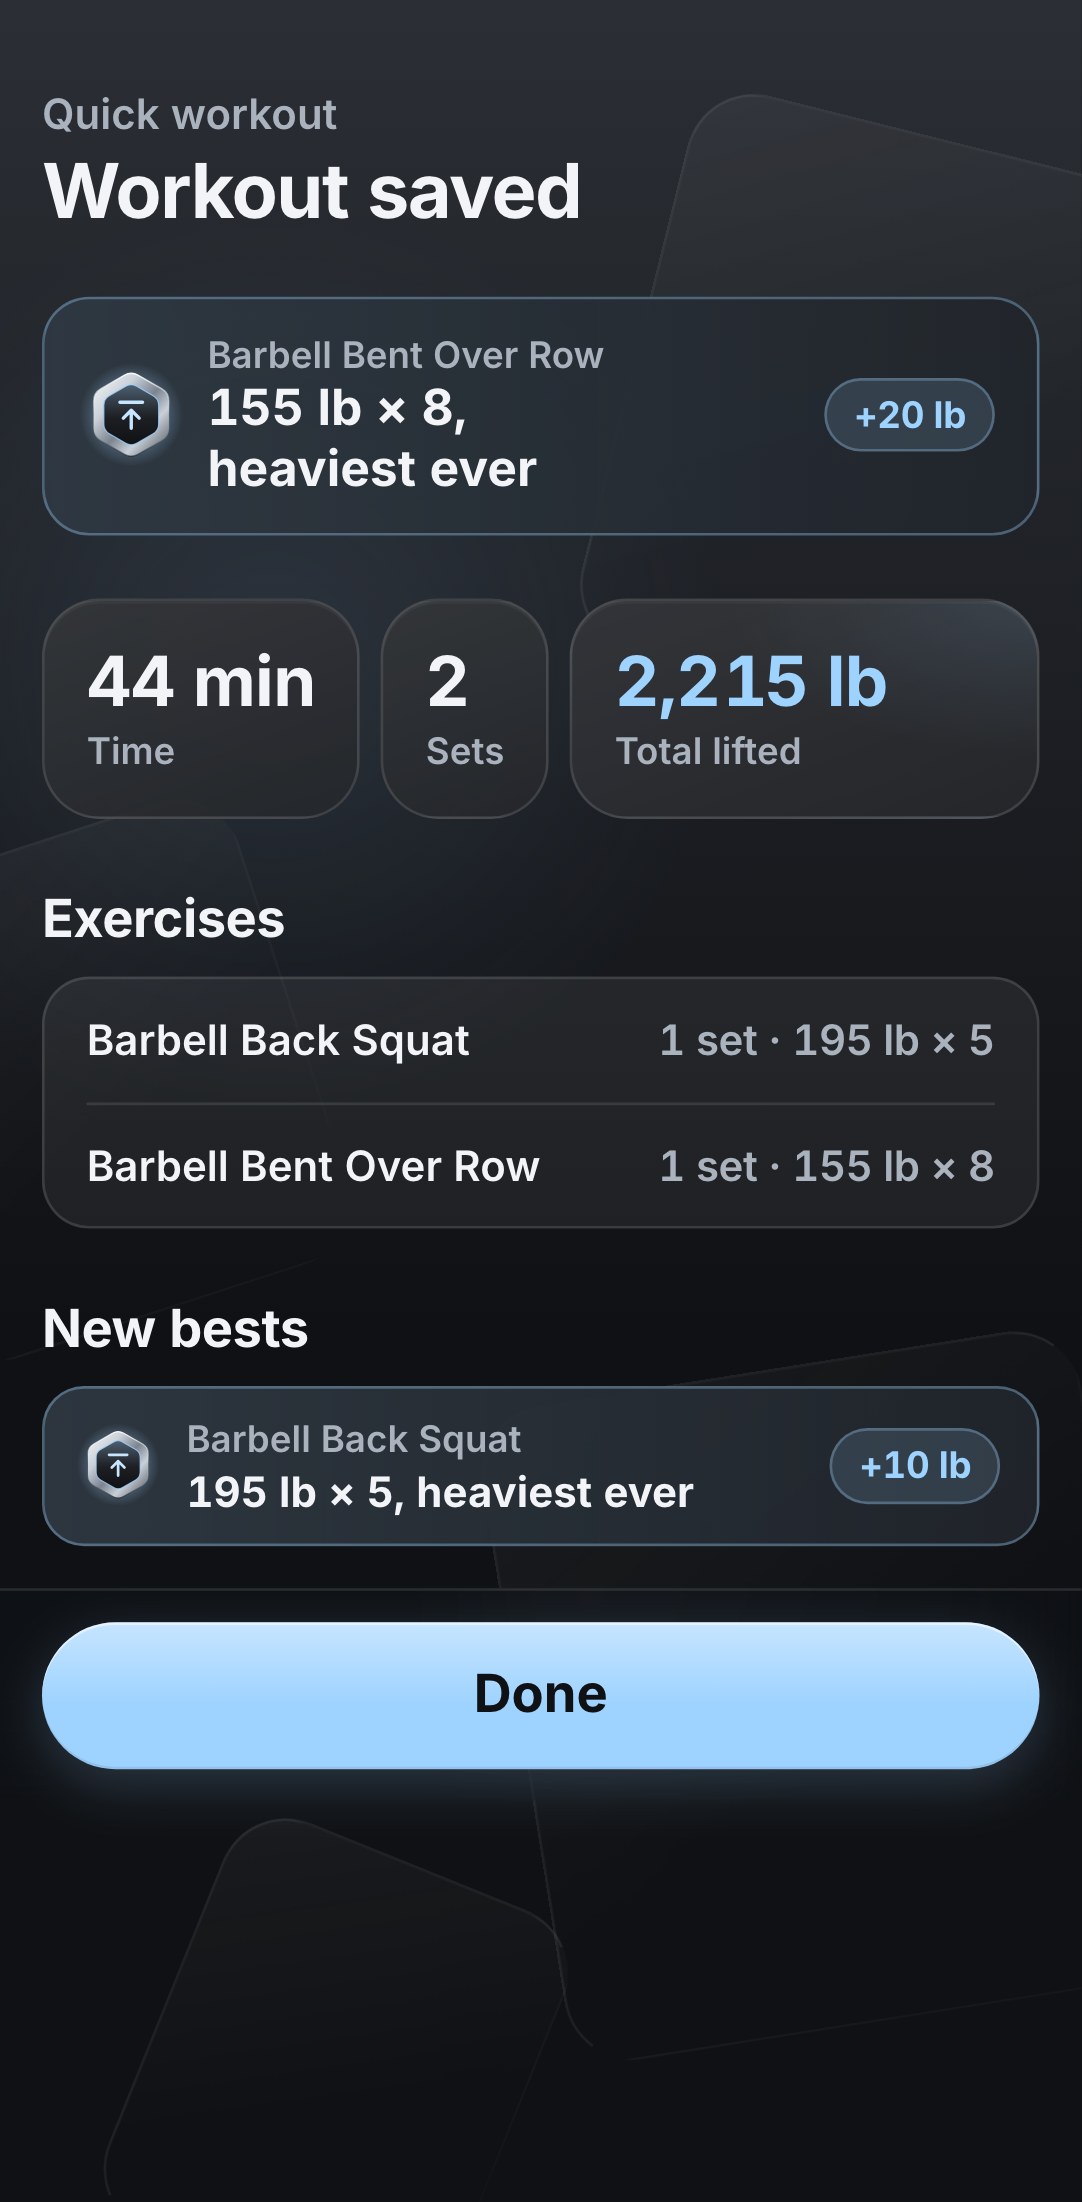 Quick workout
Workout saved
Barbell Bent Over Row
155 lb × 8,
heaviest ever
+20 lb
44 min
Time
2
Sets
2,215 lb
Total lifted
Exercises
Barbell Back Squat
1 set · 195 lb × 5
Barbell Bent Over Row
1 set · 155 lb × 8
New bests
Barbell Back Squat
195 lb × 5, heaviest ever
+10 lb
Done